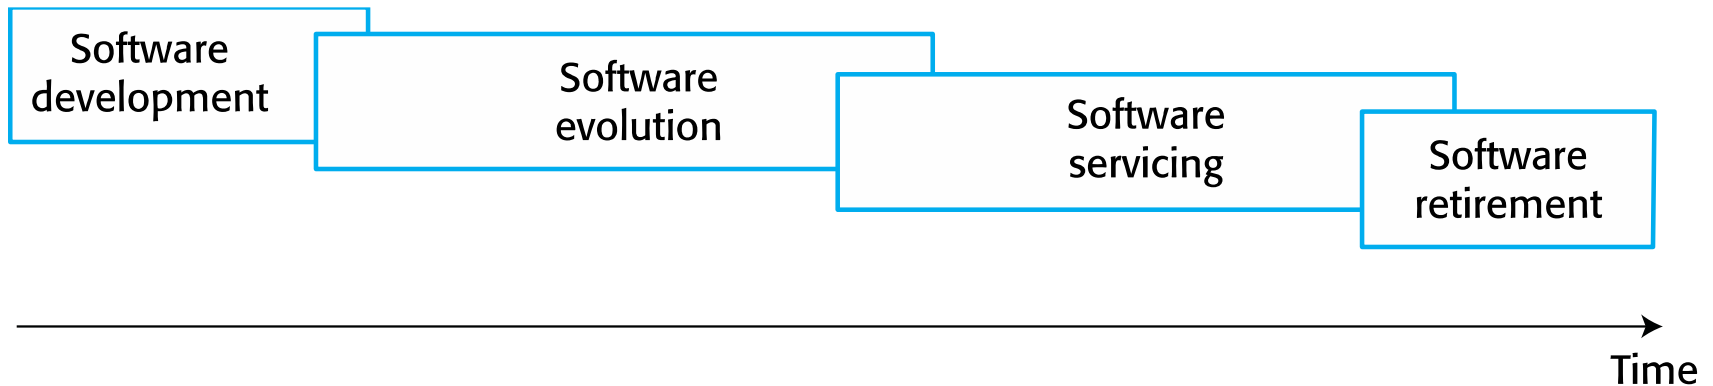 Software
development
Software
evolution
Software
servicing
Software
retirement
Time